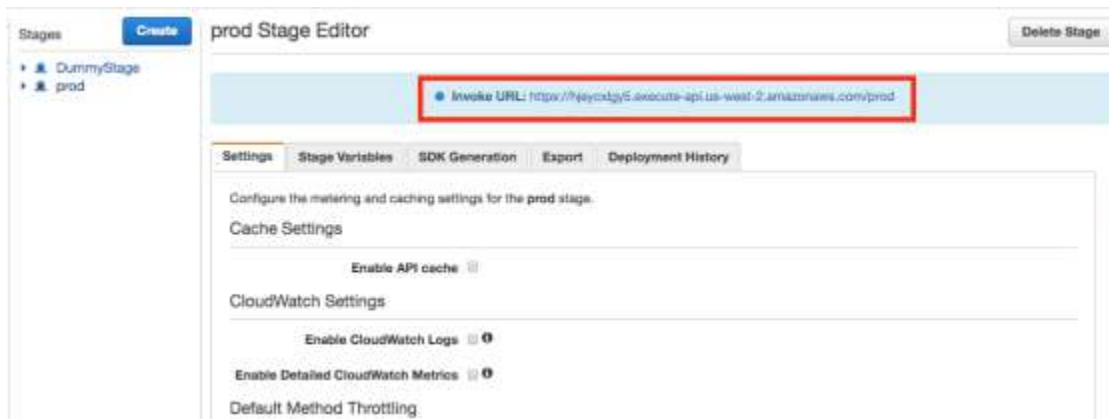 Stages
Create
prod Stage Editor
Delete Stage
DummyStage
prod
Invoke URL: execute-api.us-west-2.amazonaws.com/prod
Settings
Stage Variables
SDK Generation
Export
Deployment History
Configure the metering and caching settings for the prod stage.
Cache Settings
Enable API cache
CloudWatch Settings
Enable CloudWatch Logs
Enable Detailed CloudWatch Metrics
Default Method Throttling